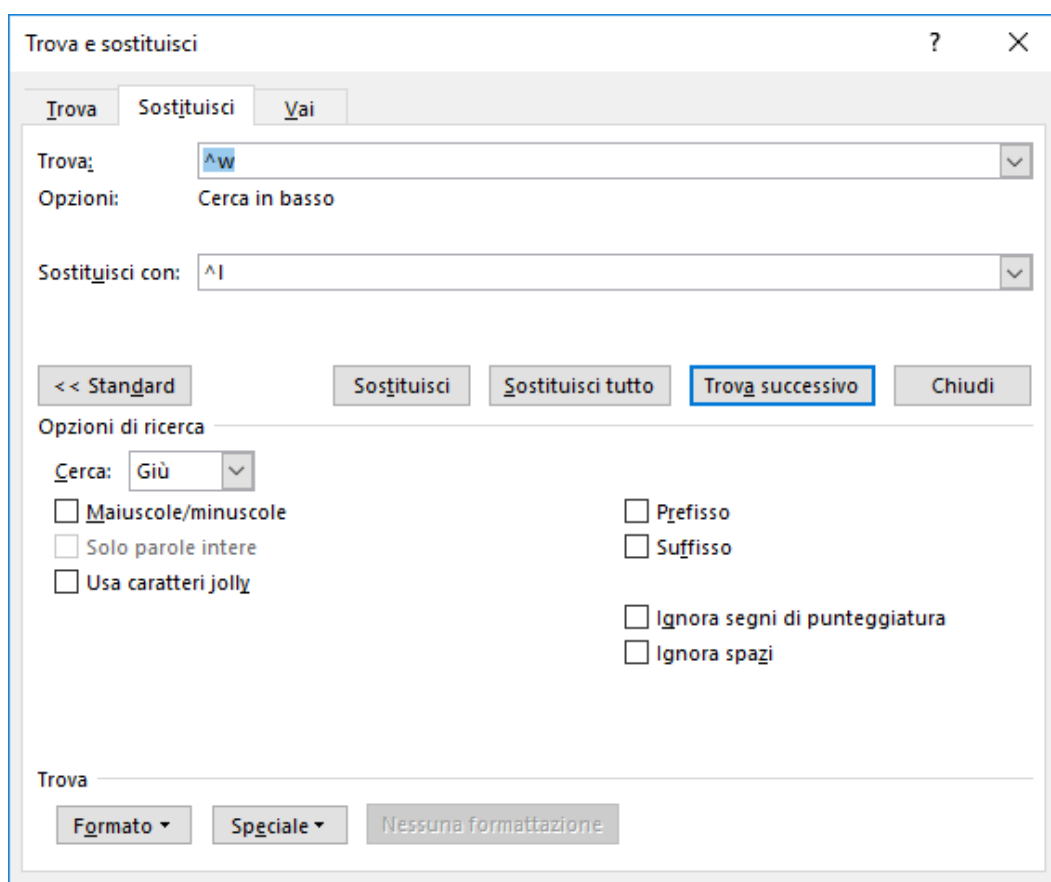 Trova e sostituisci ?
Trova Sostituisci Vai
Trova: ^w
Opzioni: Cerca in basso
Sostituisci con: ^l
<< Standard Sostituisci Sostituisci tutto Trova successivo Chiudi
Opzioni di ricerca
Cerca: Giù
Maiuscole/minuscole Prefisso
Solo parole intere Suffisso
Usa caratteri jolly
Ignora segni di punteggiatura
Ignora spazi
Trova
Formato Speciale Nessuna formattazione